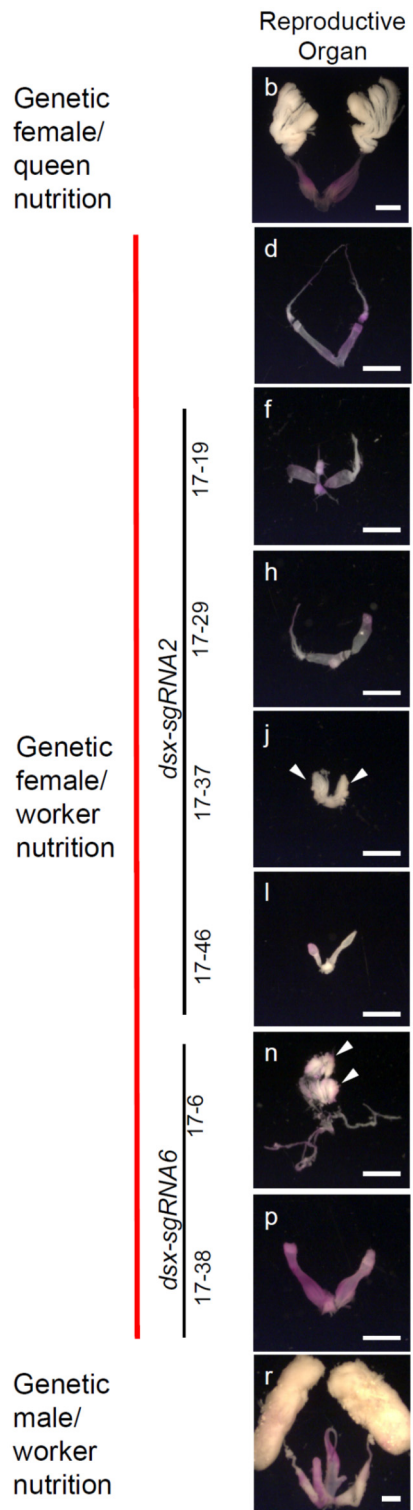 Reproductive
Organ
Genetic
female/
queen
nutrition
b
d
Genetic
female/
worker
nutrition
dsx-sgRNA2
17-19
f
17-29
h
17-37
j
17-46
l
dsx-sgRNA6
17-6
n
17-38
p
Genetic
male/
worker
nutrition
r